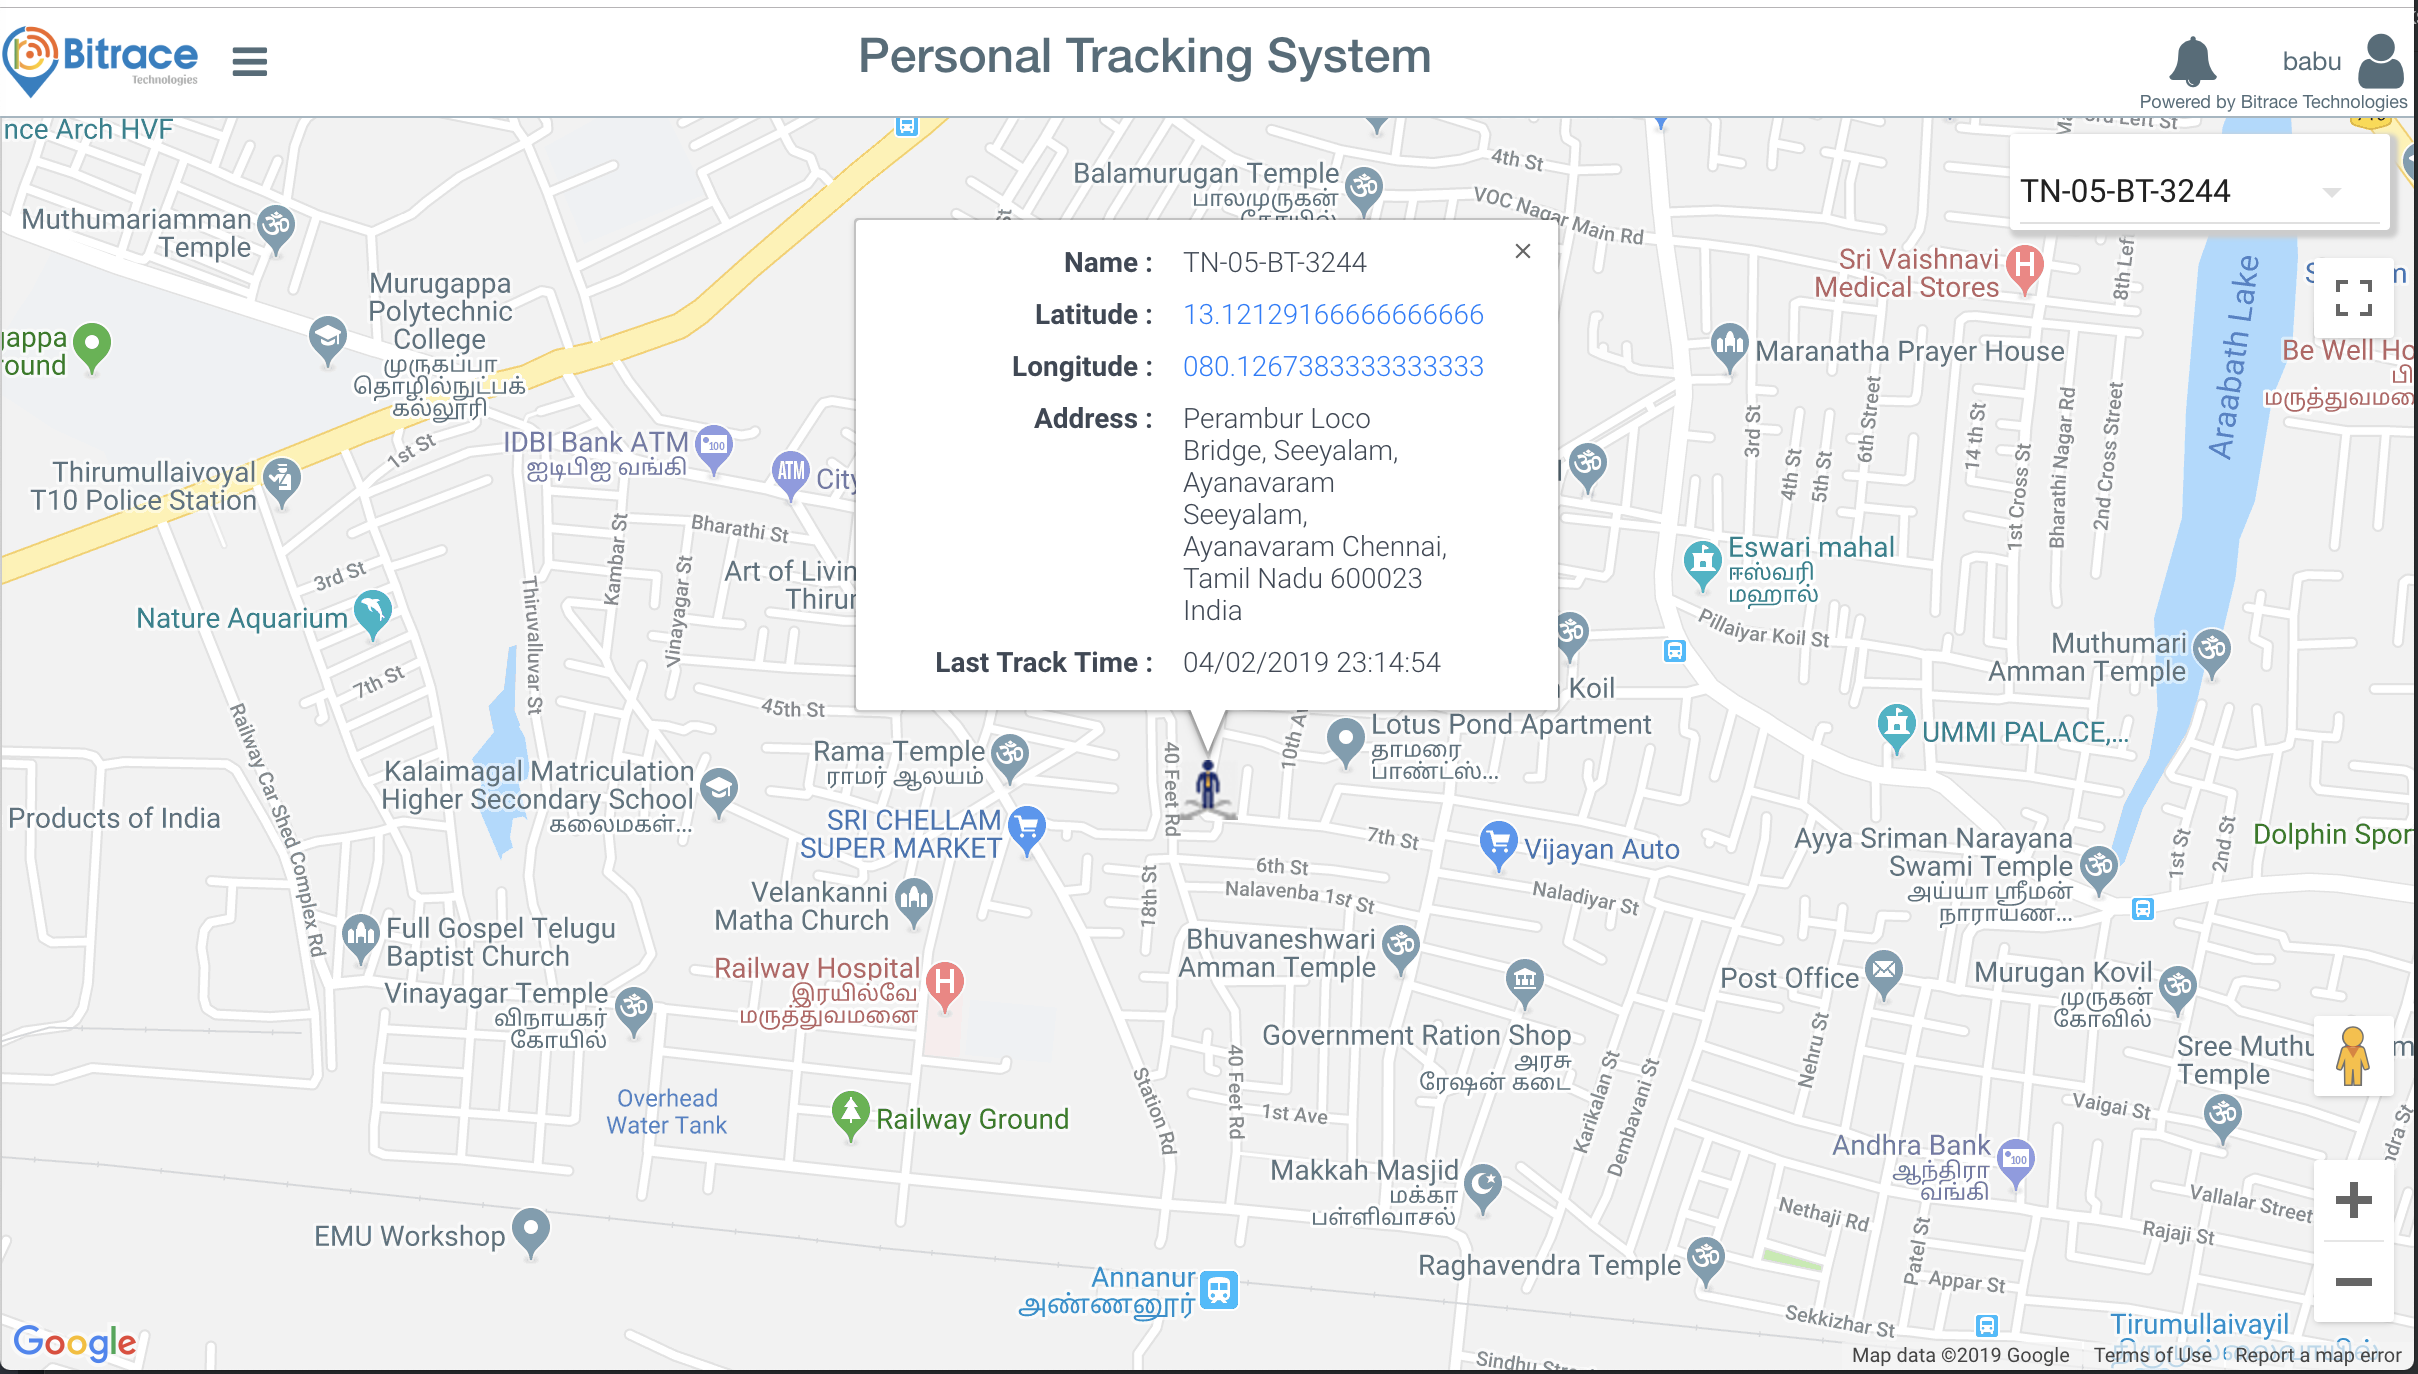 Bitrace
Technologies
Personal Tracking System
babu
Powered by Bitrace Technologies
nce Arch HVF
3rd Left St
4th St
Balamurugan Temple
பாலமுருகன்
கோயில்
VOC Nagar Main Rd
TN-05-BT-3244
Muthumariamman
Temple
Murugappa
Polytechnic
College
முருகப்பா
தொழில்நுட்பக்
கல்லூரி
Sri Vaishnavi
Medical Stores
8th Left
Araabath Lake
Name : TN-05-BT-3244
Latitude : 13.12129166666666666
Longitude : 080.1267383333333333
Address : Perambur Loco
Bridge, Seeyalam,
Ayanavaram
Seeyalam,
Ayanavaram Chennai,
Tamil Nadu 600023
India
Last Track Time : 04/02/2019 23:14:54
Maranatha Prayer House
Be Well Ho
மருத்துவமனை
IDBI Bank ATM
ஐடிபிஐ வங்கி
100
ATM
City
1st St
Thirumullaivoyal
T10 Police Station
Bharathi St
Kambar St
Vinayagar St
Thiruvalluvar St
3rd St
Art of Livin
Thirur
Nature Aquarium
7th St
3rd St
4th St
5th St
6th Street
14 th St
1st Cross St
Bharathi Nagar Rd
2nd Cross Street
Eswari mahal
ஈஸ்வரி
மஹால்
Pillaiyar Koil St
Muthumari
Amman Temple
Koil
45th St
Railway Car Shed Complex Rd
Lotus Pond Apartment
தாமரை
பாண்ட்ஸ்...
10th Av
40 Feet Rd
UMMI PALACE,...
Rama Temple
ராமர் ஆலயம்
Kalaimagal Matriculation
Higher Secondary School
கலைமகள்...
Products of India
SRI CHELLAM
SUPER MARKET
7th St
Vijayan Auto
6th St
Nalavenba 1st St
Naladiyar St
18th St
Ayya Sriman Narayana
Swami Temple
அய்யா ஸ்ரீமன்
நாராயண...
1st St
2nd St
Dolphin Spor
Velankanni
Matha Church
Full Gospel Telugu
Baptist Church
Bhuvaneshwari
Amman Temple
Railway Hospital
இரயில்வே
மருத்துவமனை
Vinayagar Temple
விநாயகர்
கோயில்
Post Office
Murugan Kovil
முருகன்
கோவில்
Government Ration Shop
அரசு
ரேஷன் கடை
Nehru St
Sree Muthu
Temple
Karikalan St
Dembavani St
Overhead
Water Tank
Railway Ground
Station Rd
40 Feet Rd
1st Ave
Vaigai St
Andhra Bank
ஆந்திரா
வங்கி
100
Makkah Masjid
மக்கா
பள்ளிவாசல்
Vallalar Street
Nethaji Rd
Rajaji St
Patel St
EMU Workshop
Raghavendra Temple
Appar St
Annanur
அண்ணனூர்
Sekkizhar St
Tirumullaivayil
Sindhu Stre
Google
Map data ©2019 Google
Terms of Use
Report a map error